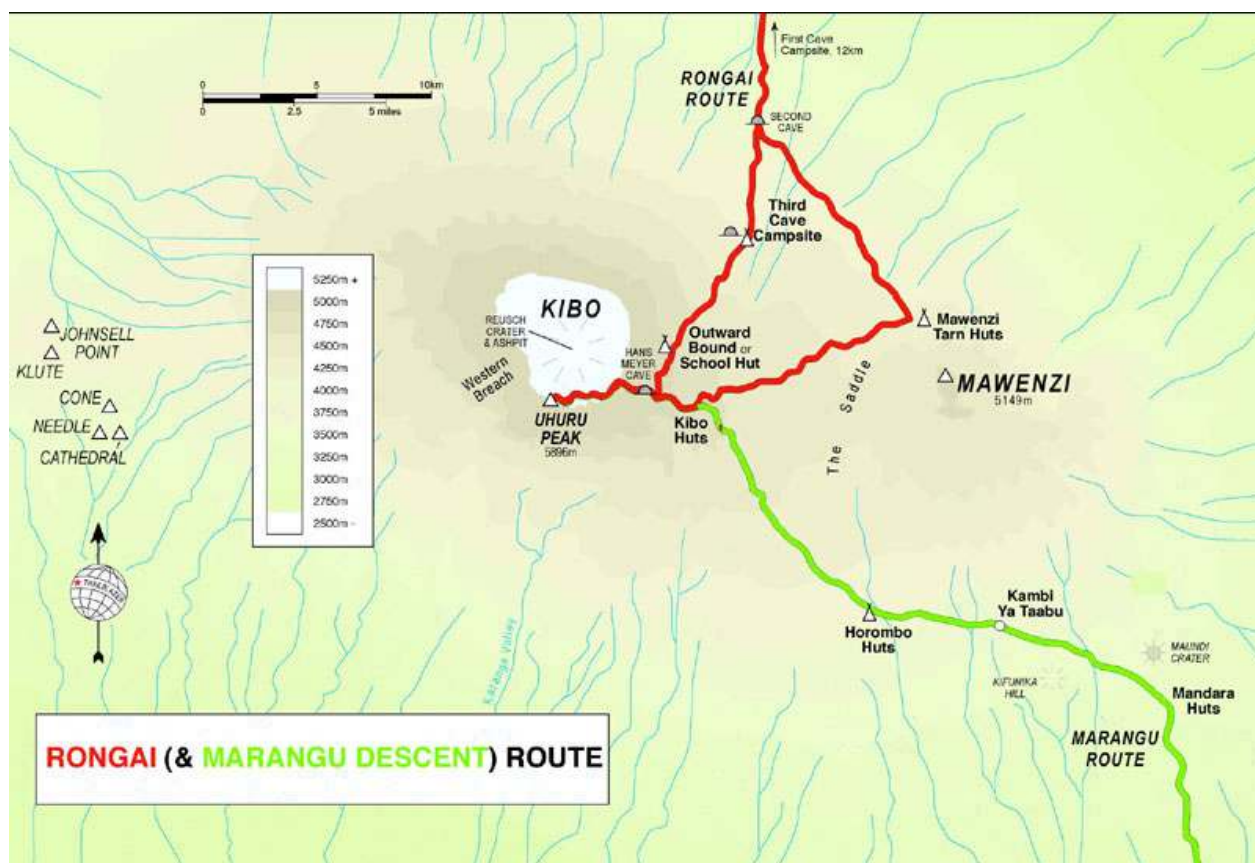 First Cave
Campsite, 12km
0 5 10km
0 2.5 5 miles
RONGAI
ROUTE
SECOND
CAVE
Third
Cave
Campsite
5250m +
5000m
4750m
4500m
4250m
4000m
3750m
3500m
3250m
3000m
2750m
2500m -
KIBO
REUSCH
CRATER
& ASHPIT
HANS
MEYER
CAVE
Outward
Bound or
School Hut
Mawenzi
Tarn Huts
JOHNSELL
POINT
KLUTE
CONE
NEEDLE
CATHEDRAL
Western
Breach
UHURU
PEAK
5896m
Kibo
Huts
The Saddle
MAWENZI
5149m
TRAILBLAZER
Karanga Valley
Horombo
Huts
Kambi
Ya Taabu
MAUNDI
CRATER
KIFUNIKA
HILL
Mandara
Huts
MARANGU
ROUTE
RONGAI (& MARANGU DESCENT) ROUTE